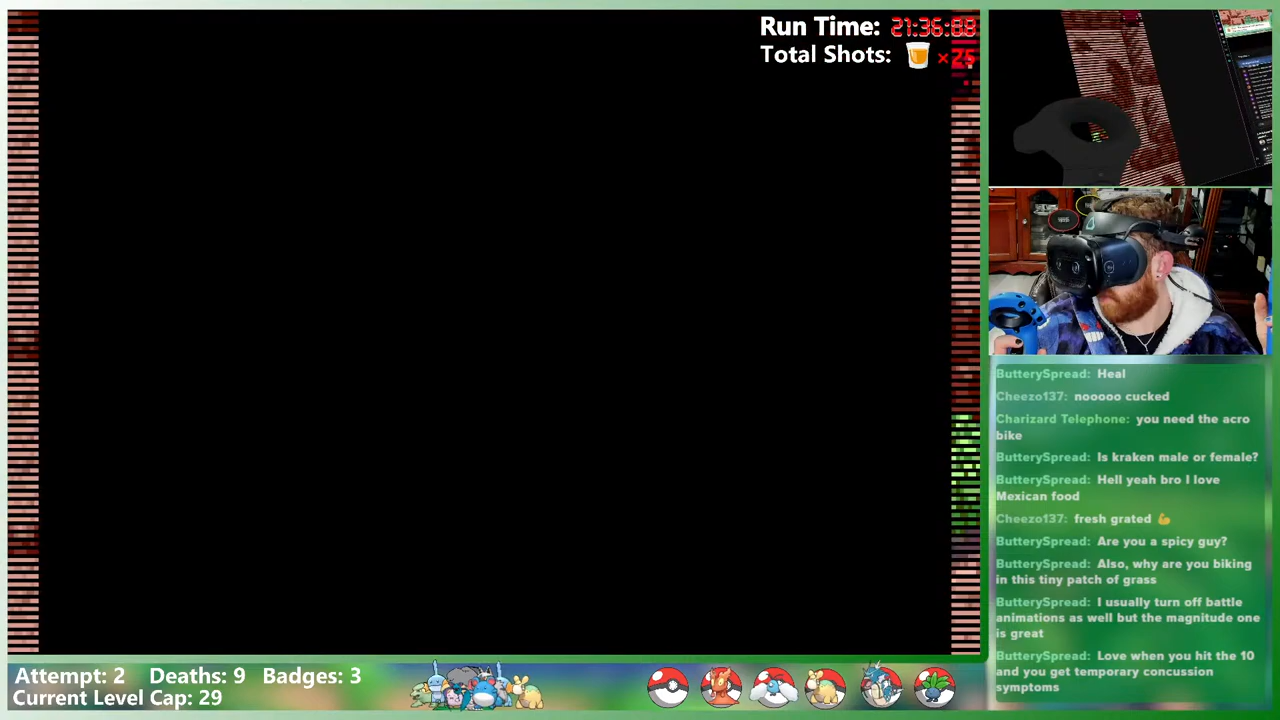 Run Time: 21:36:88
Total Shots: ×25
ButterySpread: Heal
Cheezo137: nooooo cucked
Charizard Telephone: you need the acro
bike
ButterySpread: Is kraken male or female?
ButterySpread: Hell yeah bro I love
Mexican food
Cheezo137: fresh grated 💪
ButterySpread: Are you a spicy guy?
ButterySpread: Also, why are you biking
in this tiny patch of grass
ButterySpread: I usually turn off battle
animations as well but the magnitude one
is great
ButterySpread: Love when you hit the 10
and you get temporary concussion
symptoms
Attempt: 2 Deaths: 9 Badges: 3
Current Level Cap: 29